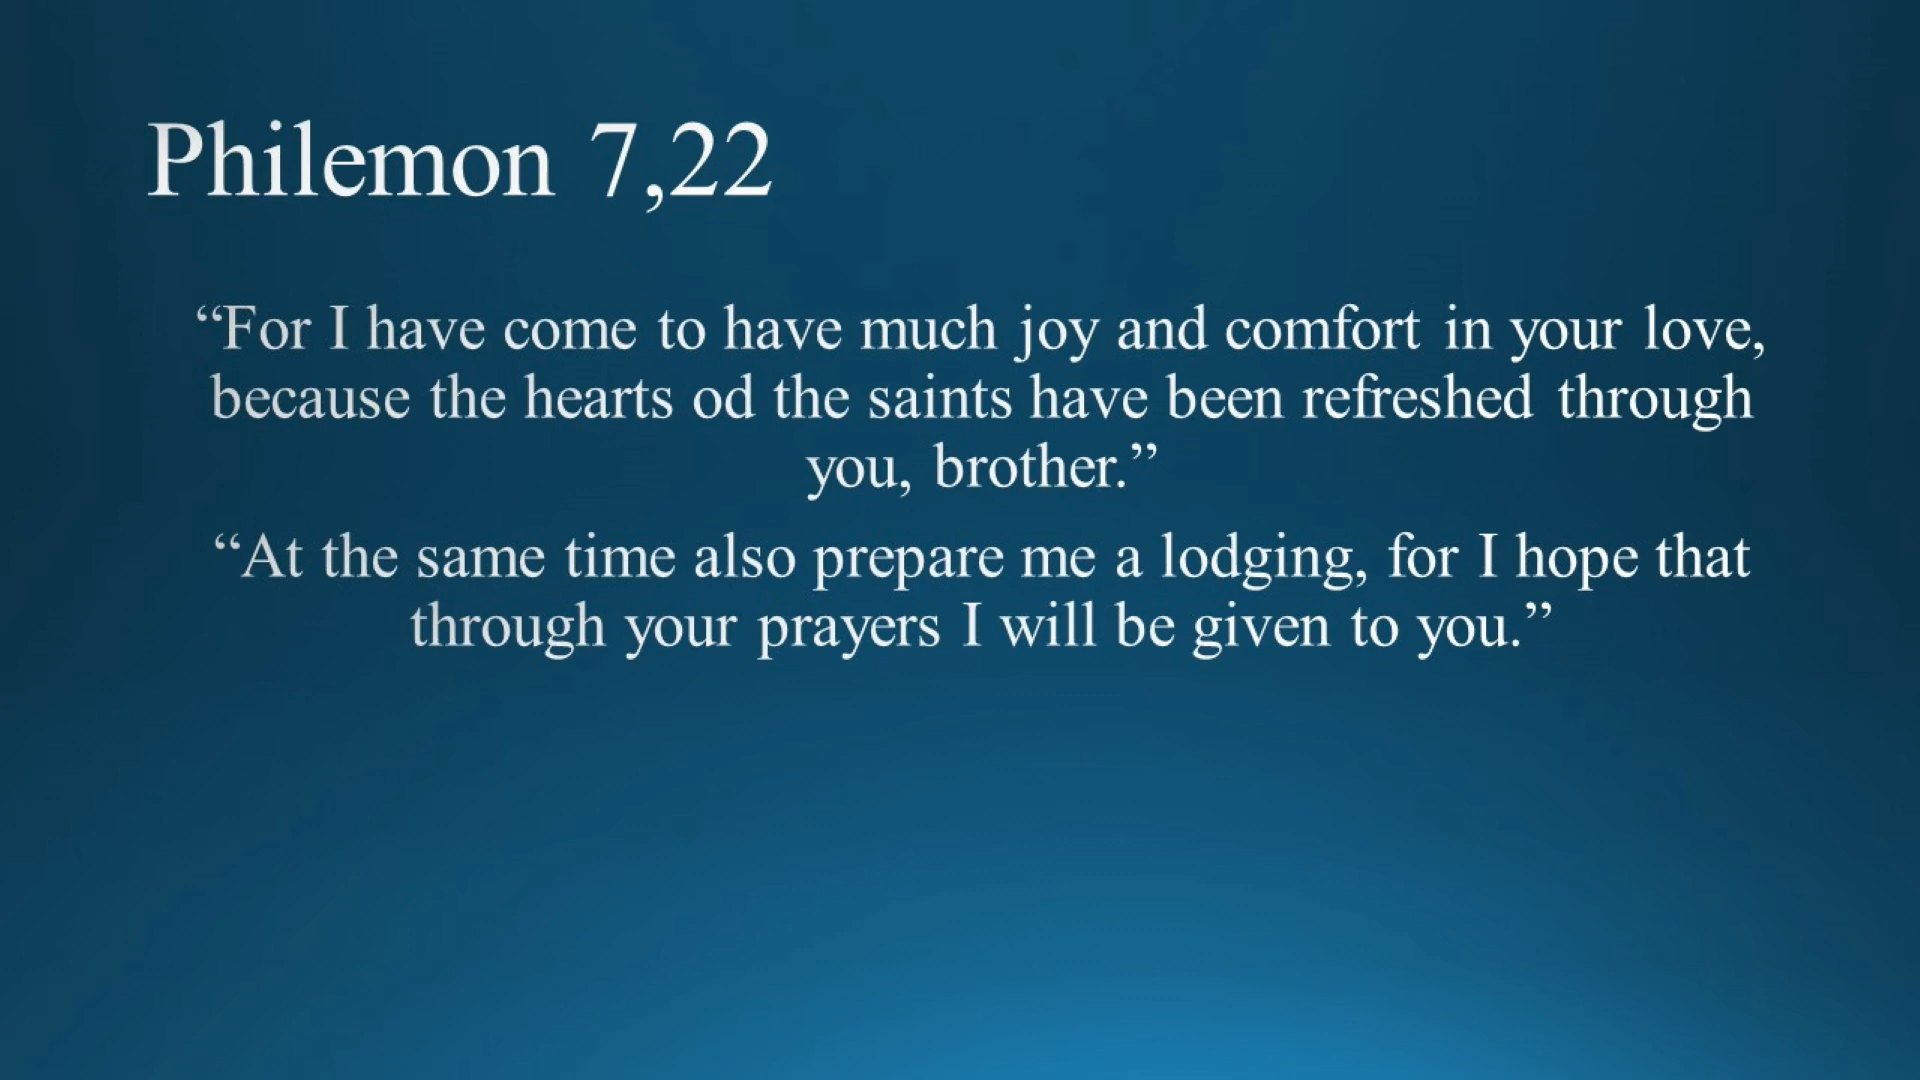 Philemon 7,22
“For I have come to have much joy and comfort in your love,
because the hearts od the saints have been refreshed through
you, brother.”
“At the same time also prepare me a lodging, for I hope that
through your prayers I will be given to you.”